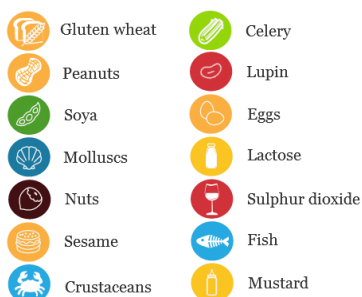 Gluten wheat
Peanuts
Soya
Molluscs
Nuts
Sesame
Crustaceans
Celery
Lupin
Eggs
Lactose
Sulphur dioxide
Fish
Mustard